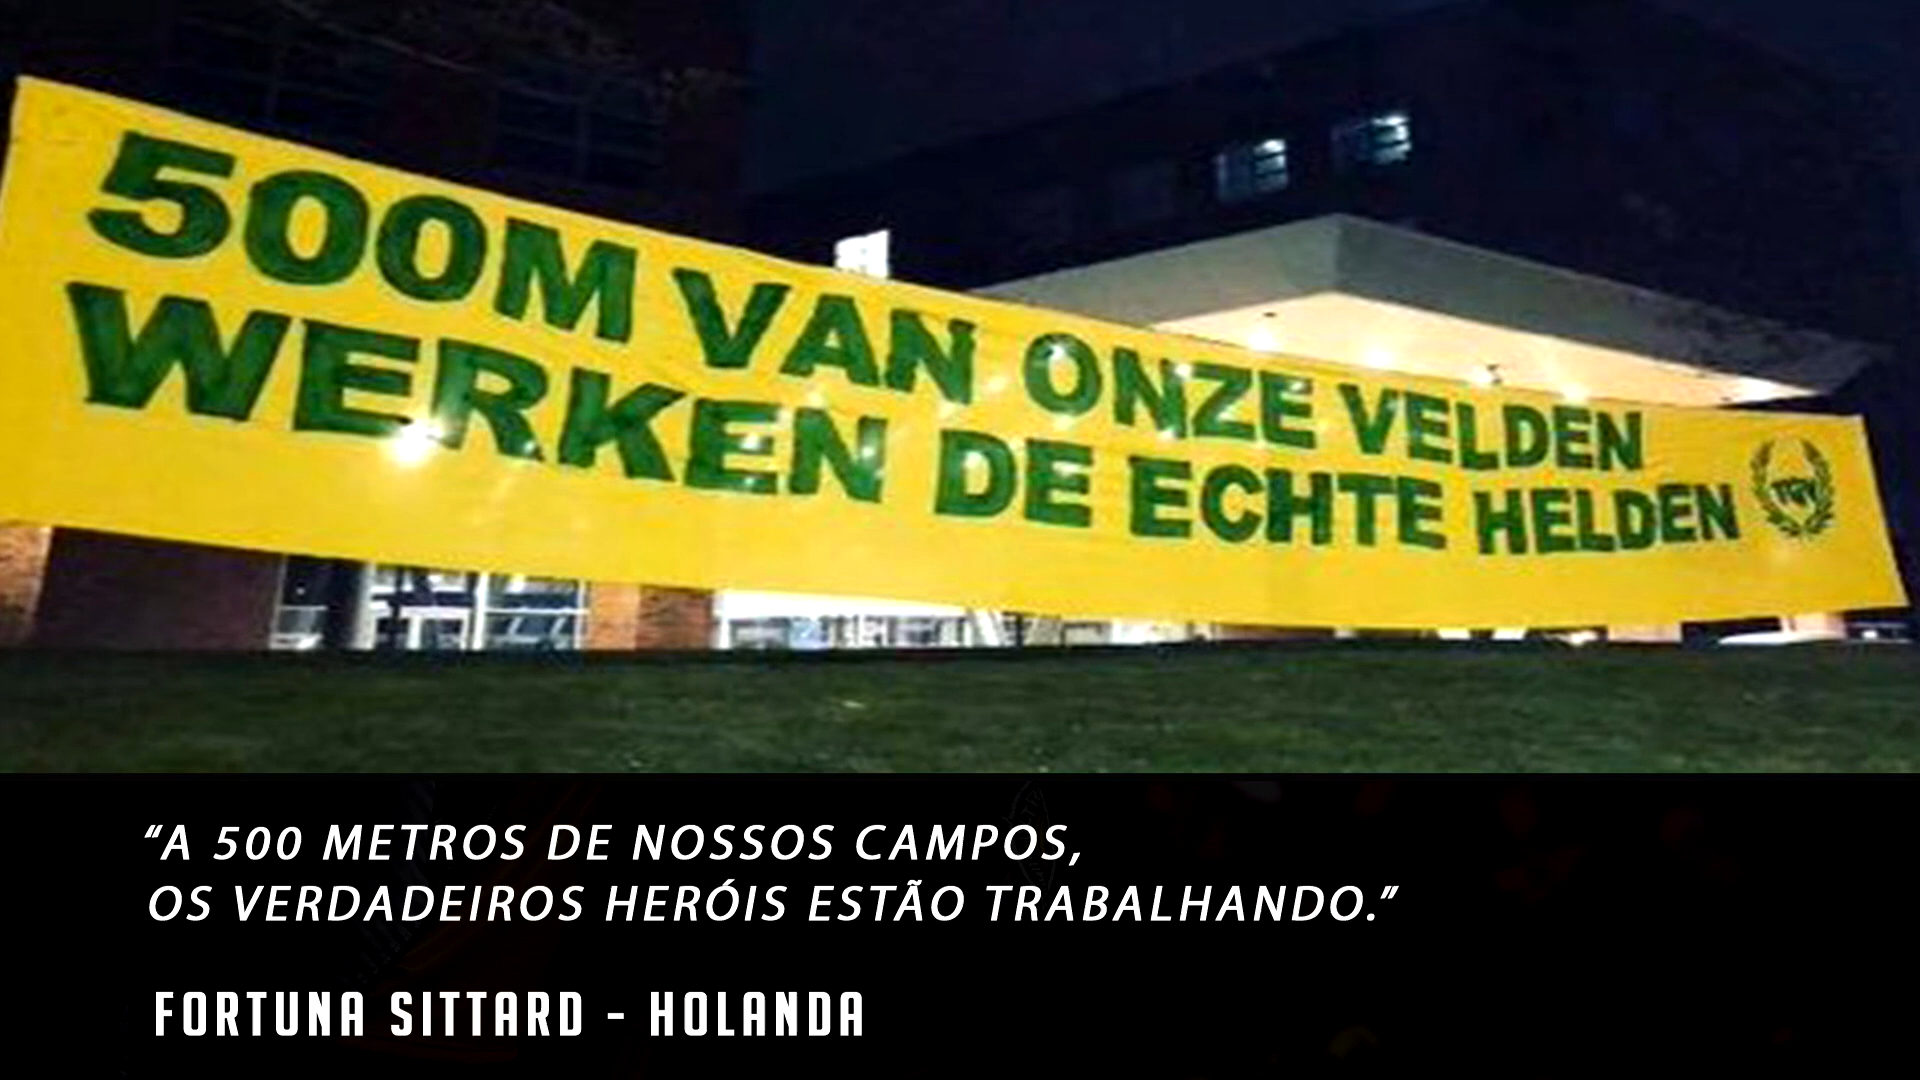 500M VAN ONZE VELDEN
WERKEN DE ECHTE HELDEN
TGV
“A 500 METROS DE NOSSOS CAMPOS,
OS VERDADEIROS HERÓIS ESTÃO TRABALHANDO.”
FORTUNA SITTARD - HOLANDA